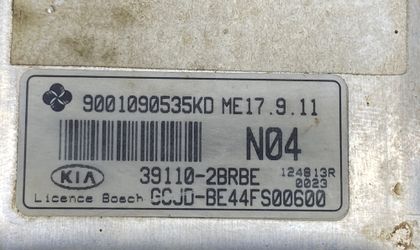 9001090535KD ME17.9.11
N04
KIA 39110-2BRBE 124813R
0023
Licence Bosch GCJD-BE44FS00600